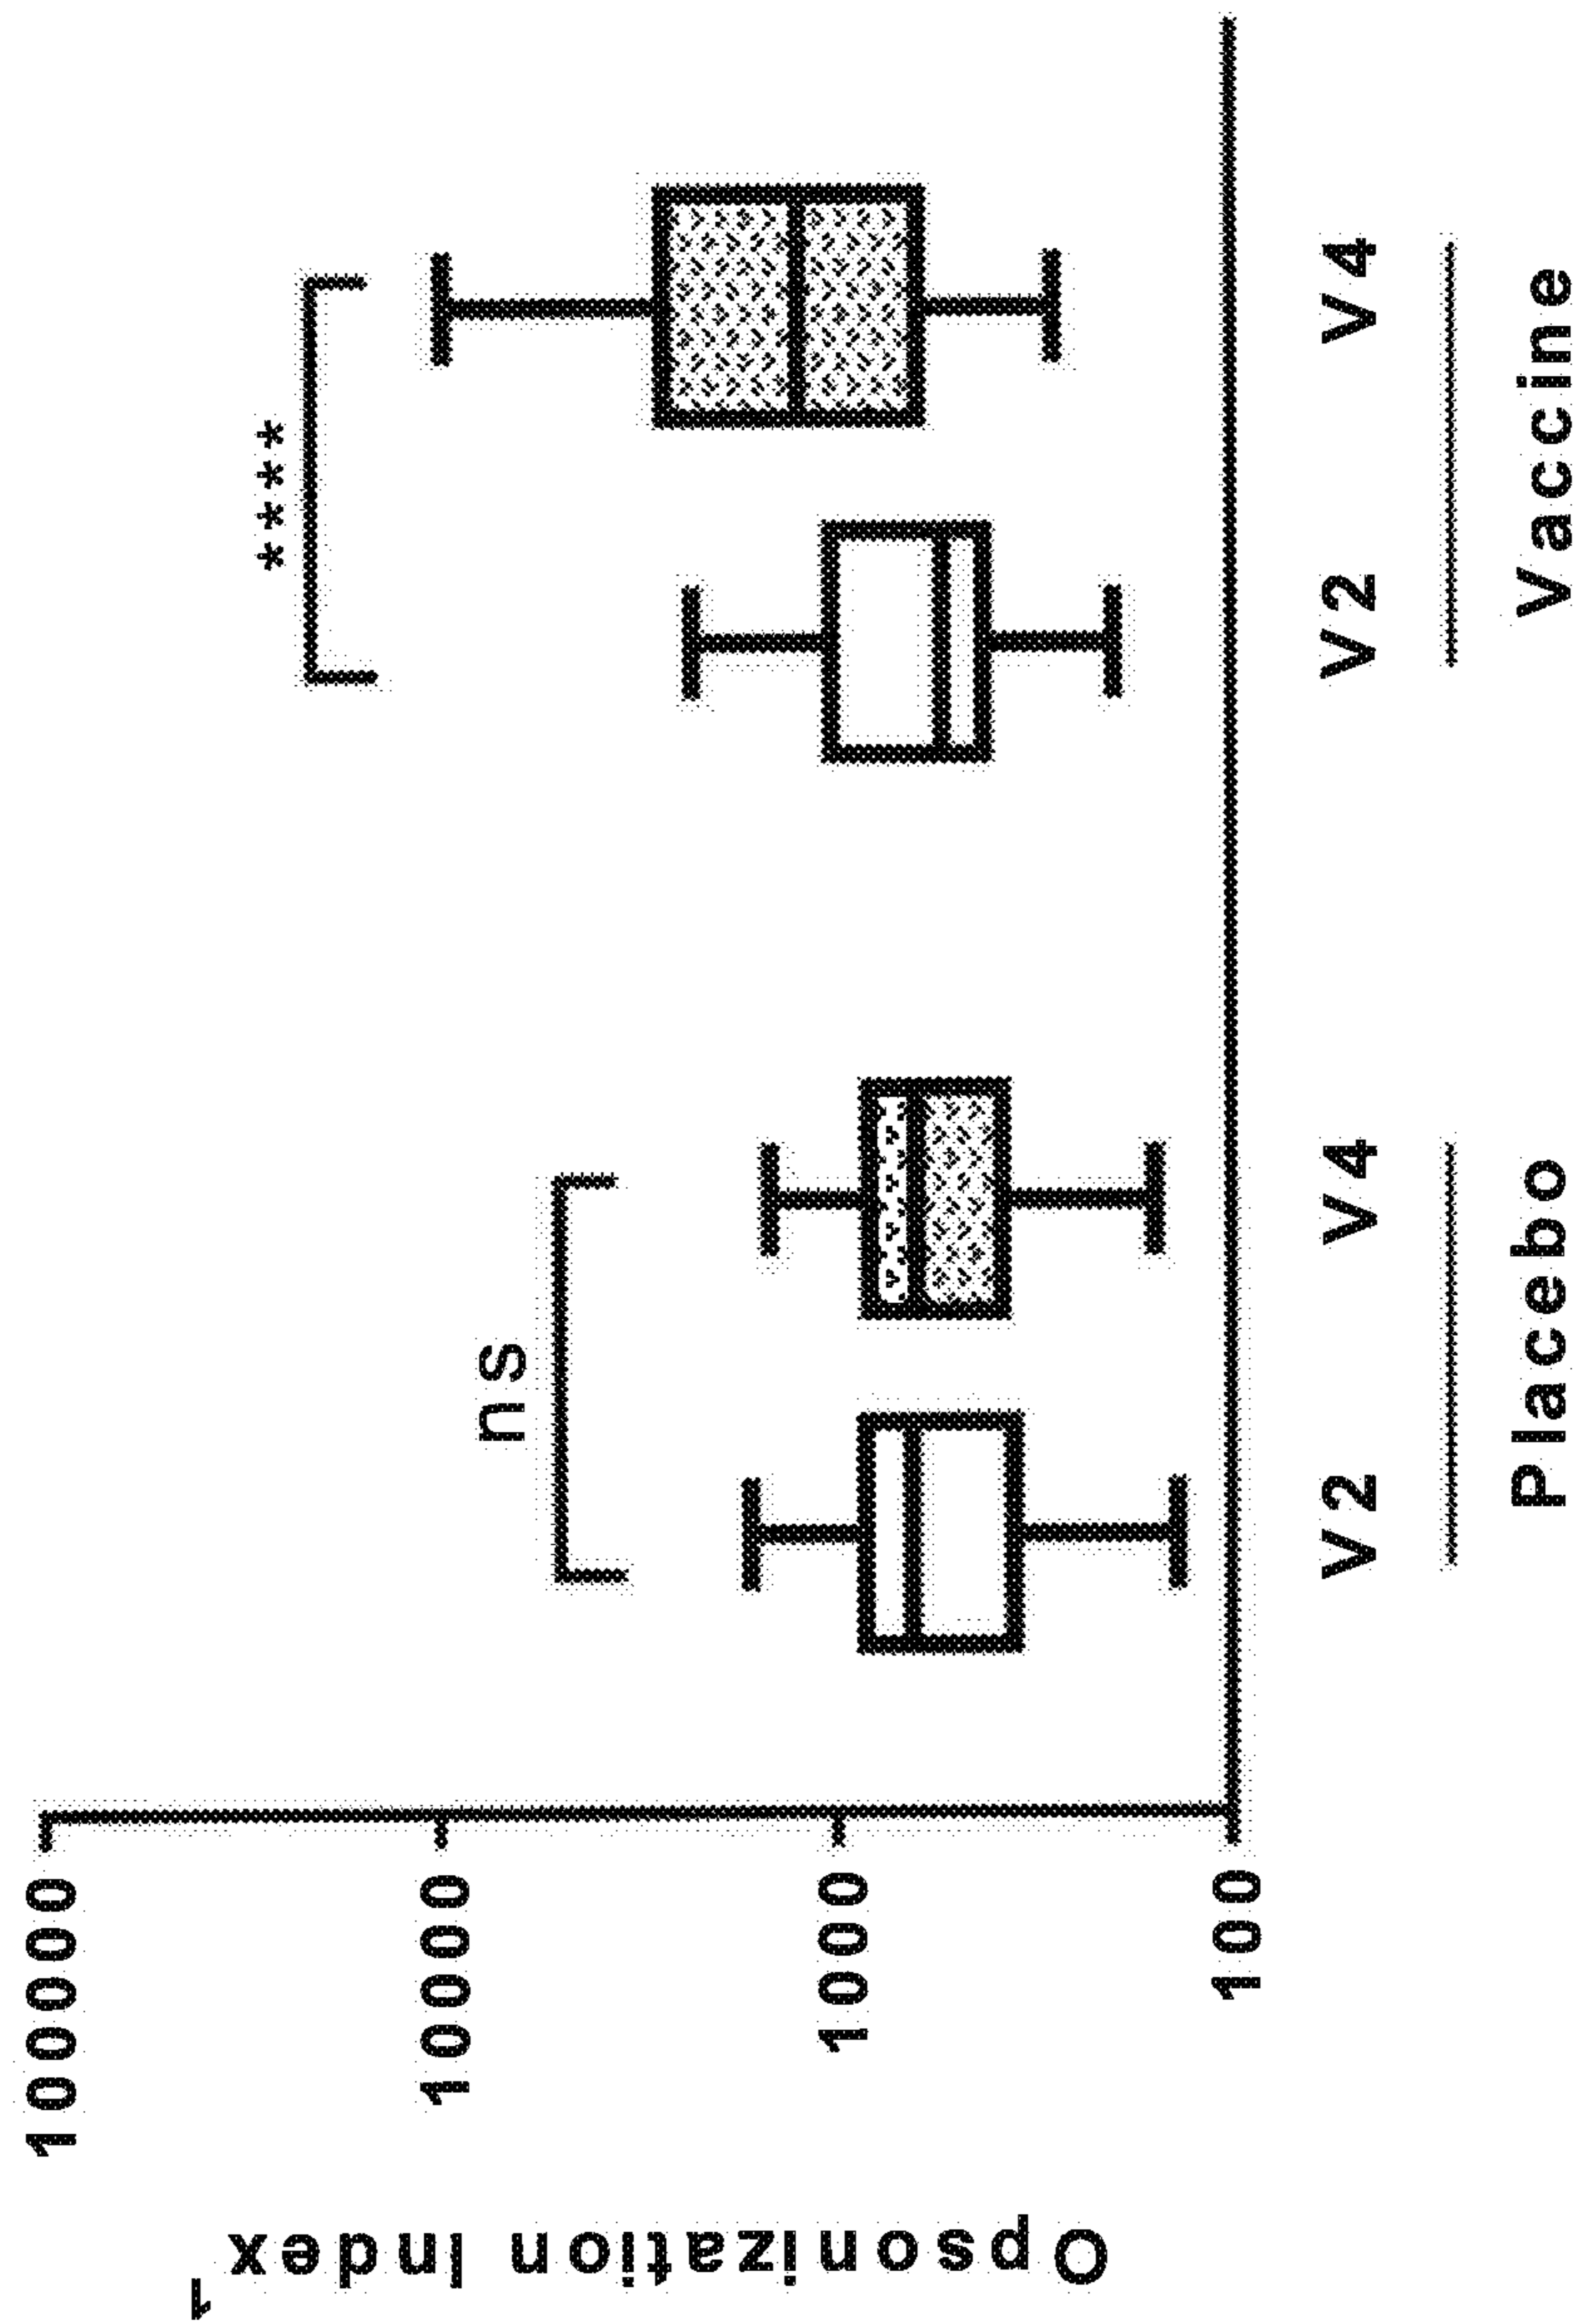 Opsonization Index1
100000
10000
1000
100
ns
****
V2 V4 V2 V4
Placebo Vaccine